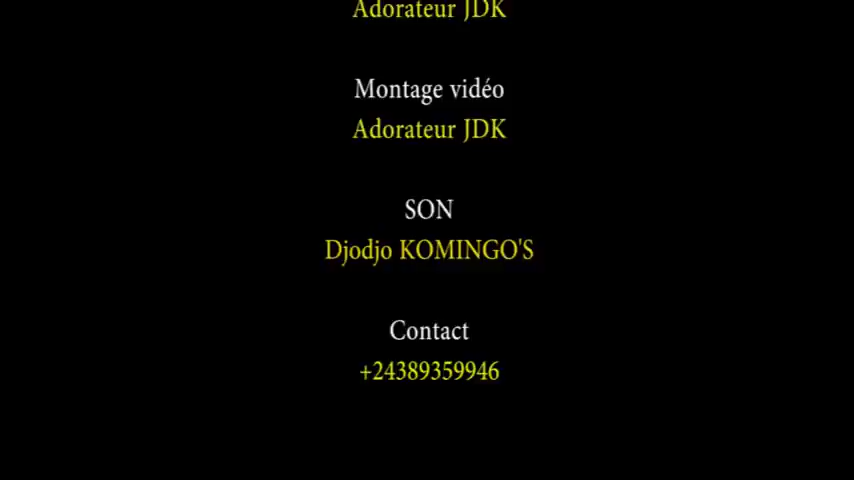 Adorateur JDK
Montage vidéo
Adorateur JDK
SON
Djodjo KOMINGO'S
Contact
+24389359946